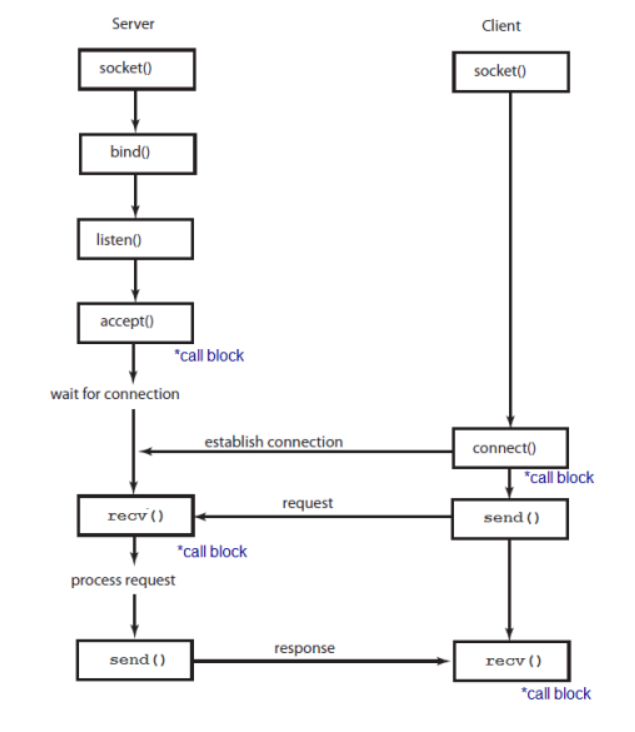 Server
Client
socket()
socket()
bind()
listen()
accept()
*call block
wait for connection
establish connection
connect()
*call block
request
recv()
send()
*call block
process request
response
send()
recv()
*call block